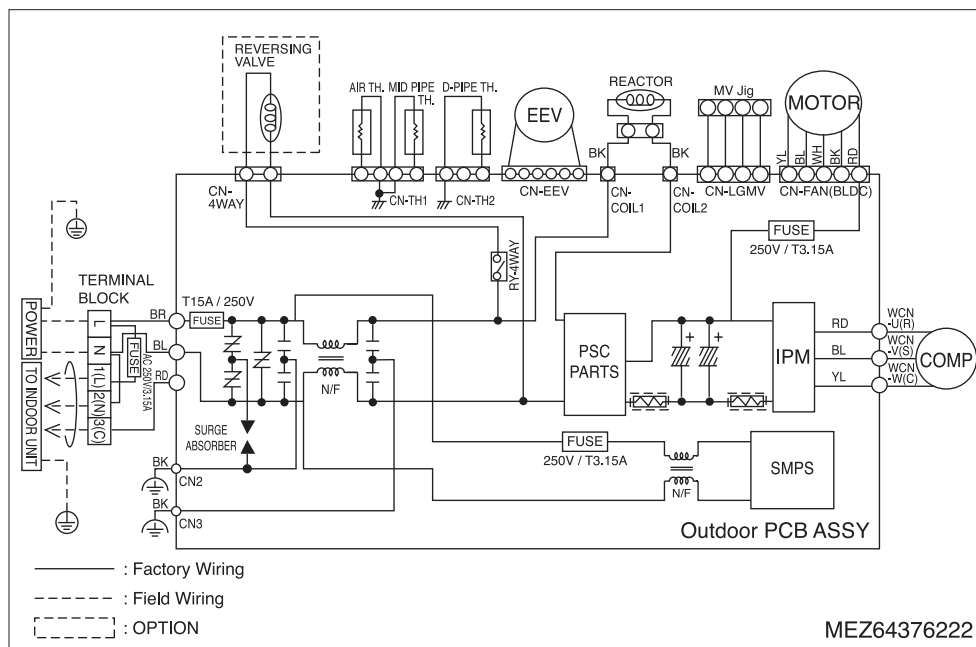 REVERSING
VALVE
AIR TH.
MID PIPE
TH.
D-PIPE TH.
EEV
REACTOR
MV Jig
MOTOR
BK
BK
YL
BL
WH
BK
RD
CN-
4WAY
CN-TH1
CN-TH2
CN-EEV
CN-
COIL1
CN-
COIL2
CN-LGMV
CN-FAN(BLDC)
FUSE
250V / T3.15A
RY-4WAY
TERMINAL
BLOCK
POWER
TO INDOOR UNIT
L
N
1(L)
2(N)
3(C)
FUSE
AC 250V/3.15A
BR
BL
RD
T15A / 250V
FUSE
N/F
SURGE
ABSORBER
BK
CN2
BK
CN3
PSC
PARTS
+
+
IPM
RD
BL
YL
WCN
-U(R)
WCN
-V(S)
WCN
-W(C)
COMP
FUSE
250V / T3.15A
N/F
SMPS
Outdoor PCB ASSY
: Factory Wiring
: Field Wiring
: OPTION
MEZ64376222